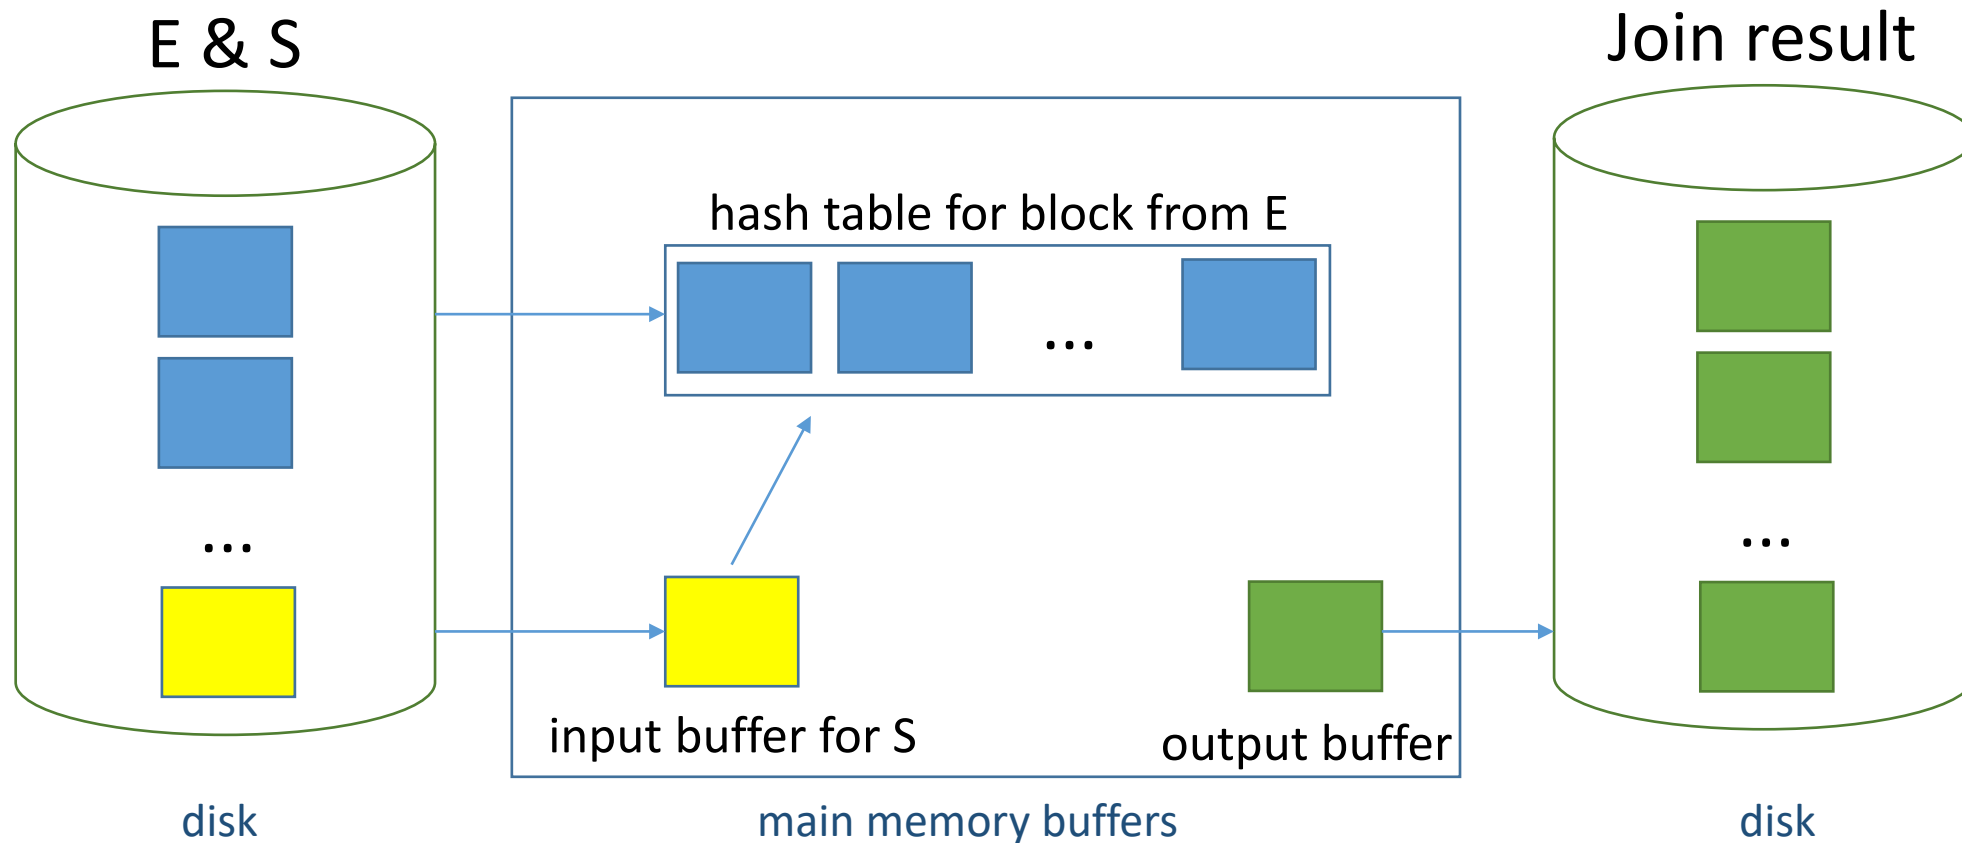 E & S
Join result
hash table for block from E
...
...
...
input buffer for S
output buffer
disk
main memory buffers
disk